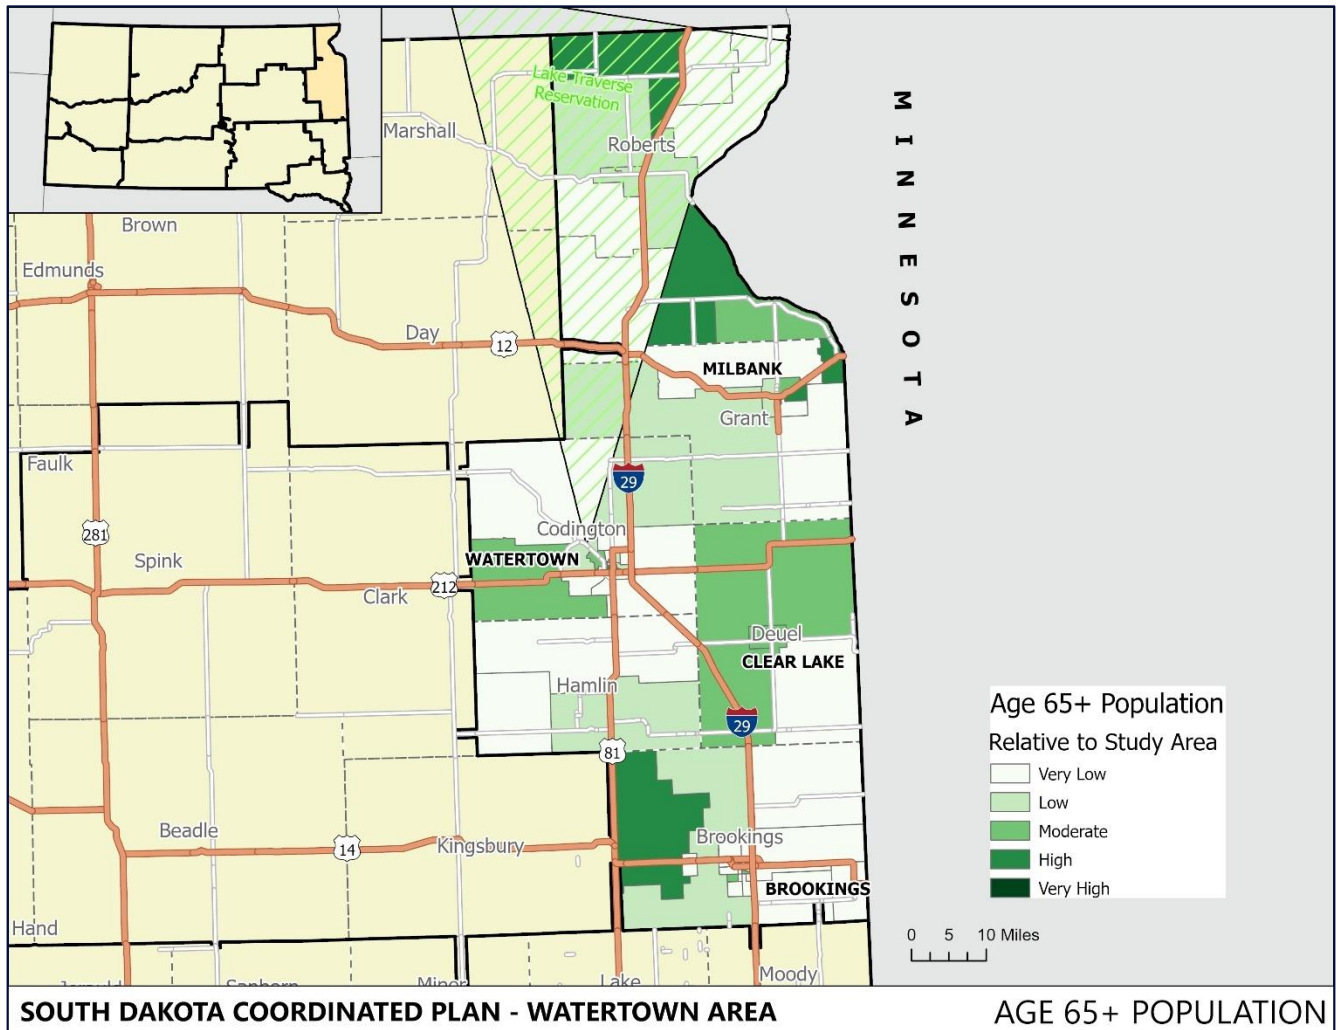 Lake Traverse
Reservation
Marshall
Roberts
Brown
Edmunds
Day
12
MINNESOTA
MILBANK
Grant
Faulk
29
281
Codington
WATERTOWN
Spink
212
Clark
Deuel
CLEAR LAKE
Hamlin
29
81
Age 65+ Population
Relative to Study Area
Very Low
Low
Moderate
High
Very High
Beadle
14
Kingsbury
Brookings
BROOKINGS
Hand
0 5 10 Miles
Lake
Moody
SOUTH DAKOTA COORDINATED PLAN - WATERTOWN AREA
AGE 65+ POPULATION